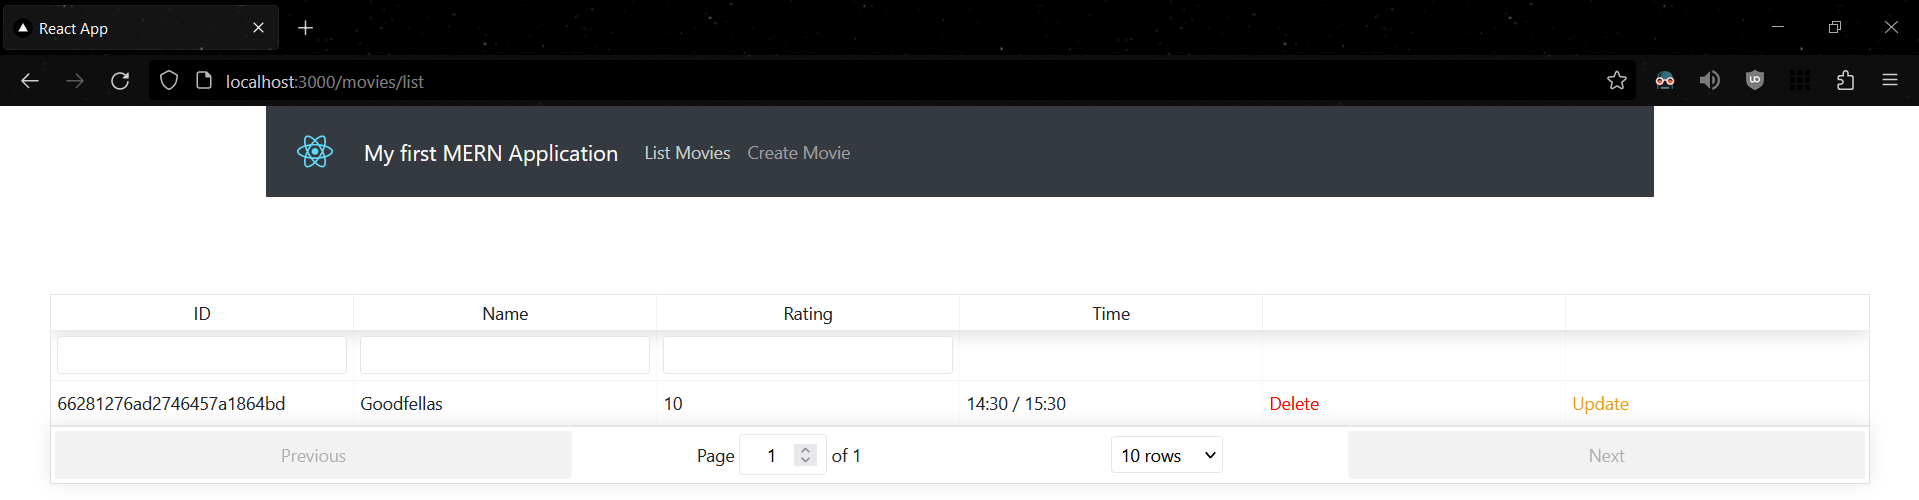 React App
localhost:3000/movies/list
My first MERN Application List Movies Create Movie
ID Name Rating Time
66281276ad2746457a1864bd Goodfellas 10 14:30 / 15:30 Delete Update
Previous Page 1 of 1 10 rows Next